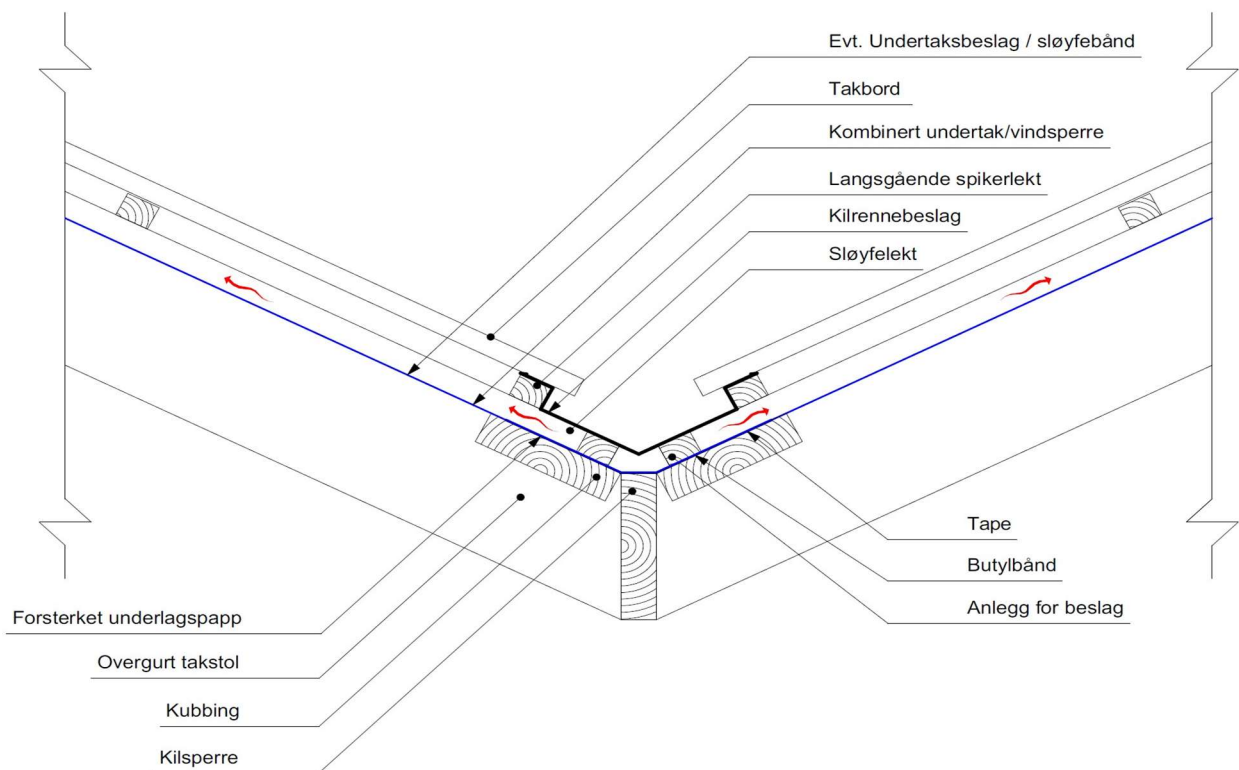 Evt. Undertaksbeslag / sløyfebånd
Takbord
Kombinert undertak/vindsperre
Langsgående spikerlekt
Kilrennebeslag
Sløyfelekt
Tape
Butylbånd
Anlegg for beslag
Forsterket underlagspapp
Overgurt takstol
Kubbing
Kilsperre